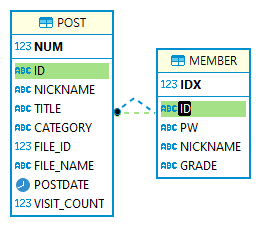 POST
123 NUM
ABC ID
ABC NICKNAME
ABC TITLE
ABC CATEGORY
123 FILE_ID
ABC FILE_NAME
POSTDATE
123 VISIT_COUNT
MEMBER
123 IDX
ABC ID
ABC PW
ABC NICKNAME
ABC GRADE